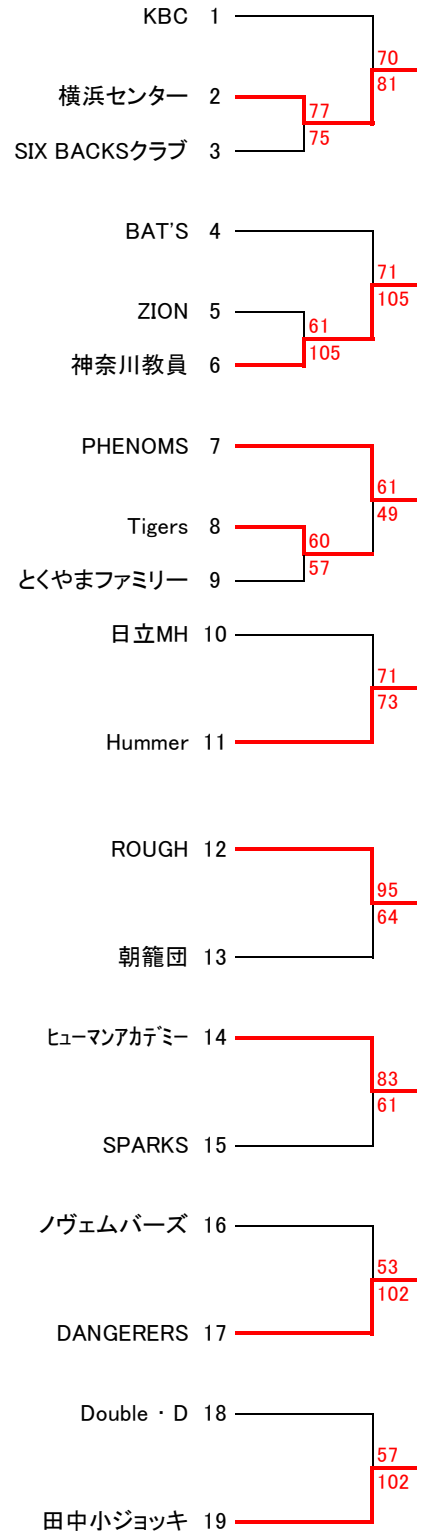 KBC 1
70
81
横浜センター 2
77
75
SIX BACKSクラブ 3
BAT'S 4
71
105
ZION 5
61
105
神奈川教員 6
PHENOMS 7
61
49
Tigers 8
60
57
とくやまファミリー 9
日立MH 10
71
73
Hummer 11
ROUGH 12
95
64
朝籠団 13
ﾋｭｰﾏﾝｱｶﾃﾞﾐｰ 14
83
61
SPARKS 15
ノヴェムバーズ 16
53
102
DANGERERS 17
Double・D 18
57
102
田中小ジョッキ 19